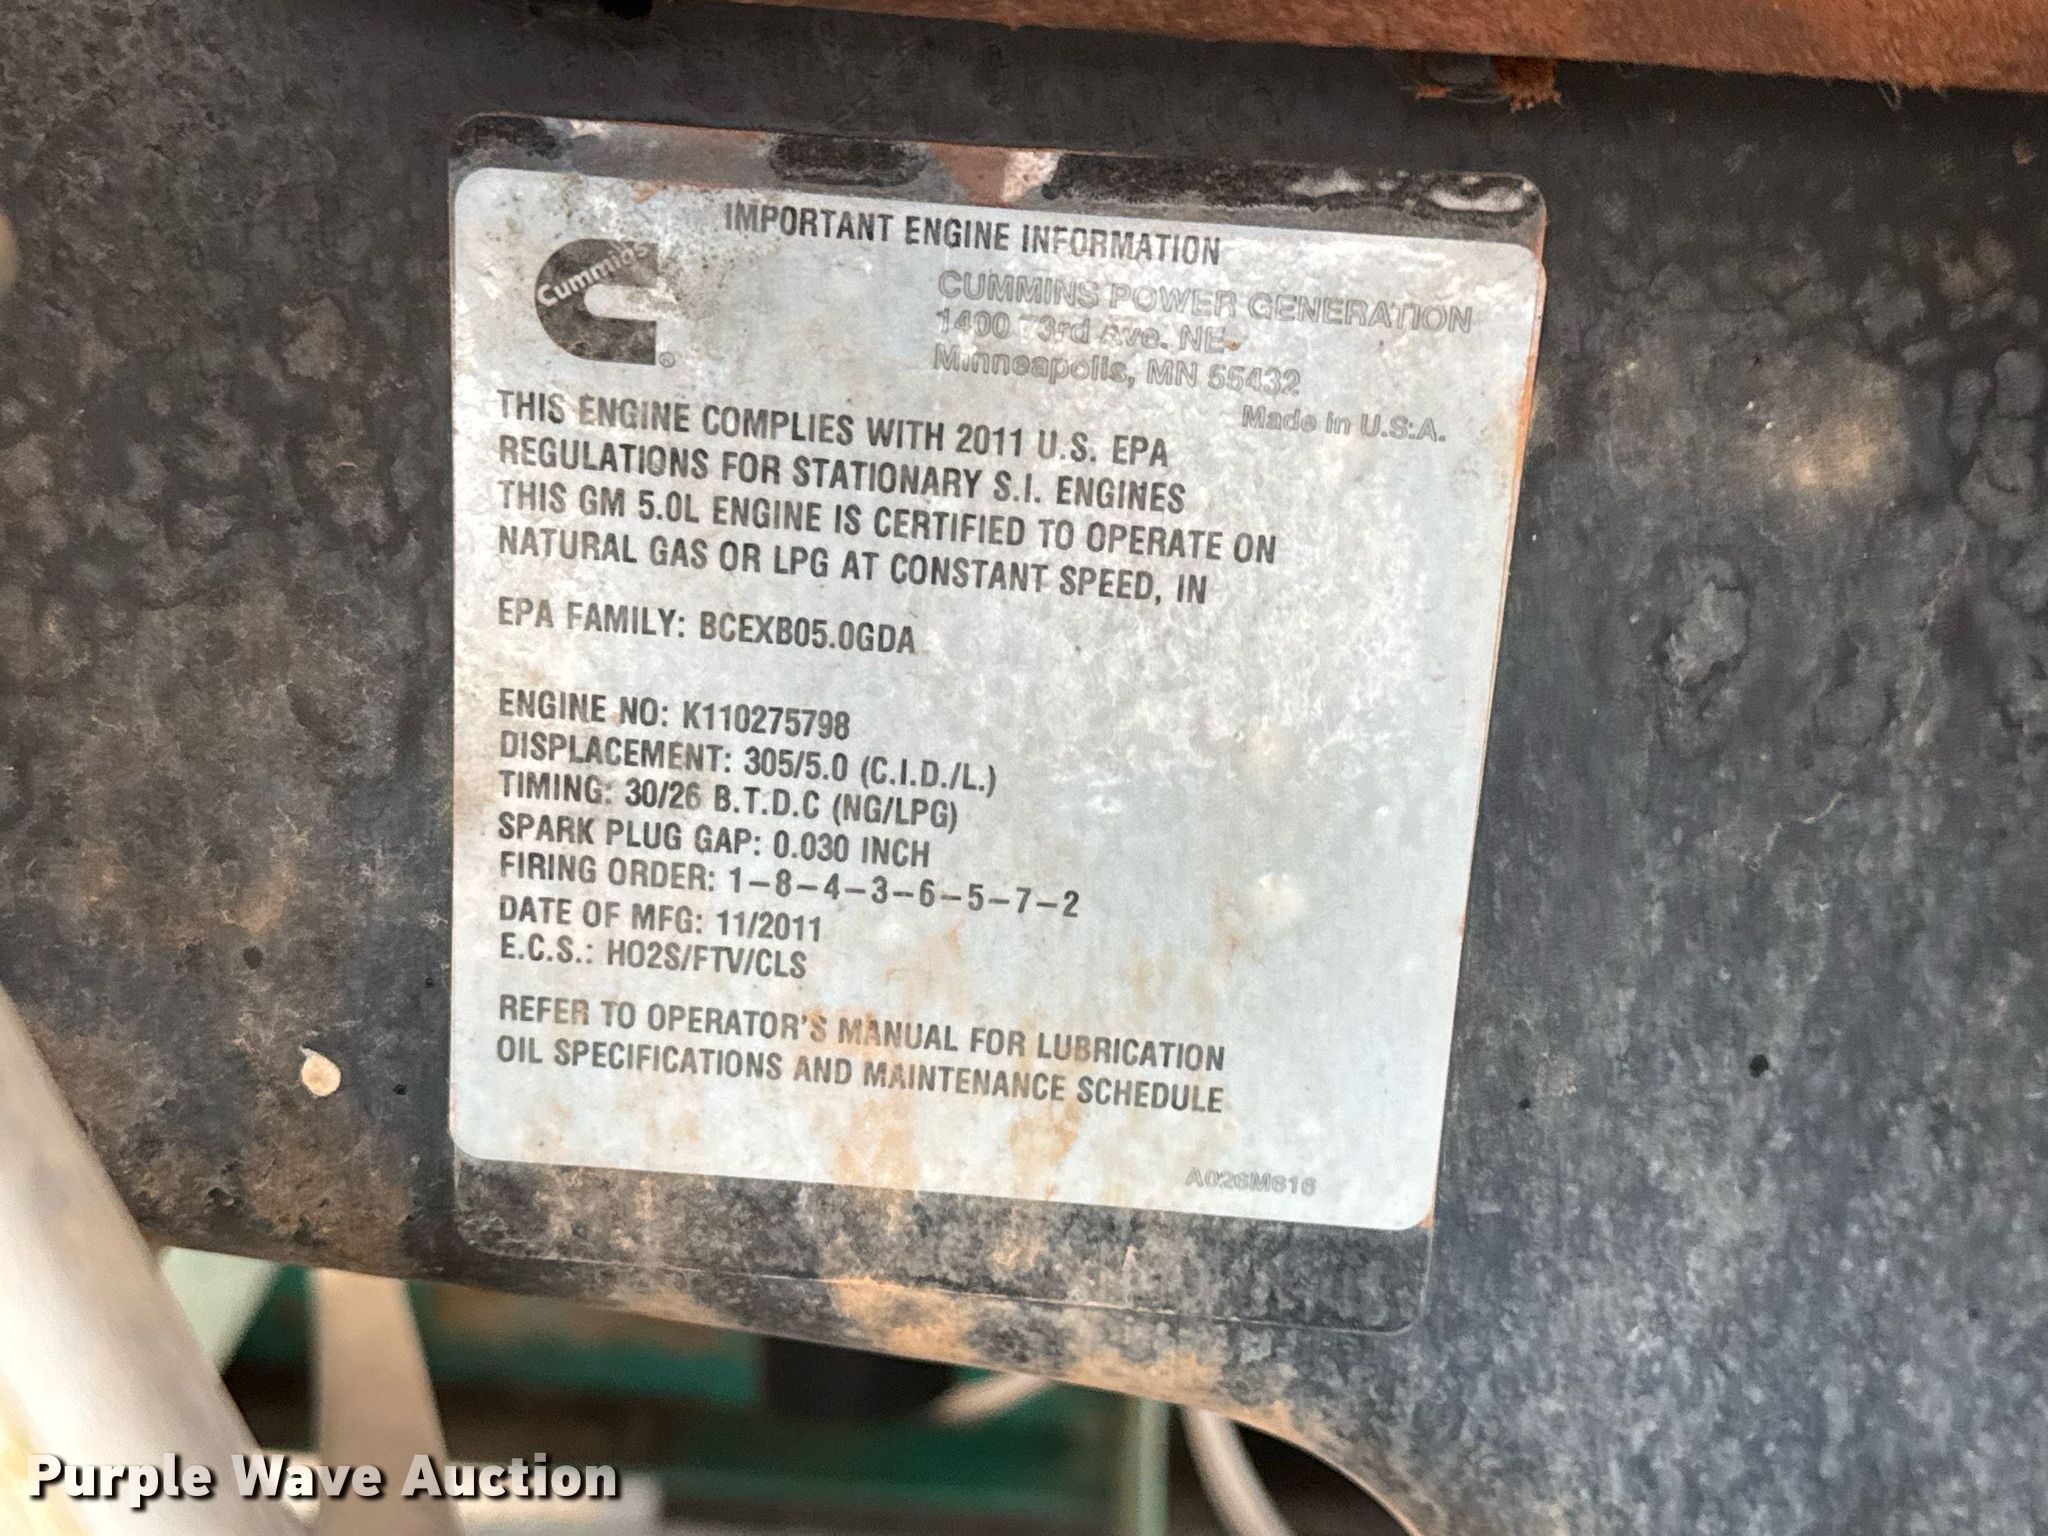 IMPORTANT ENGINE INFORMATION
Cummins
®
CUMMINS POWER GENERATION
1400 73rd Ave. NE
Minneapolis, MN 55432
Made in U.S.A.
THIS ENGINE COMPLIES WITH 2011 U.S. EPA
REGULATIONS FOR STATIONARY S.I. ENGINES
THIS GM 5.0L ENGINE IS CERTIFIED TO OPERATE ON
NATURAL GAS OR LPG AT CONSTANT SPEED, IN
EPA FAMILY: BCEXB05.0GDA
ENGINE NO: K110275798
DISPLACEMENT: 305/5.0 (C.I.D./L.)
TIMING: 30/26 B.T.D.C (NG/LPG)
SPARK PLUG GAP: 0.030 INCH
FIRING ORDER: 1-8-4-3-6-5-7-2
DATE OF MFG: 11/2011
E.C.S.: HO2S/FTV/CLS
REFER TO OPERATOR'S MANUAL FOR LUBRICATION
OIL SPECIFICATIONS AND MAINTENANCE SCHEDULE
A026M616
Purple Wave Auction